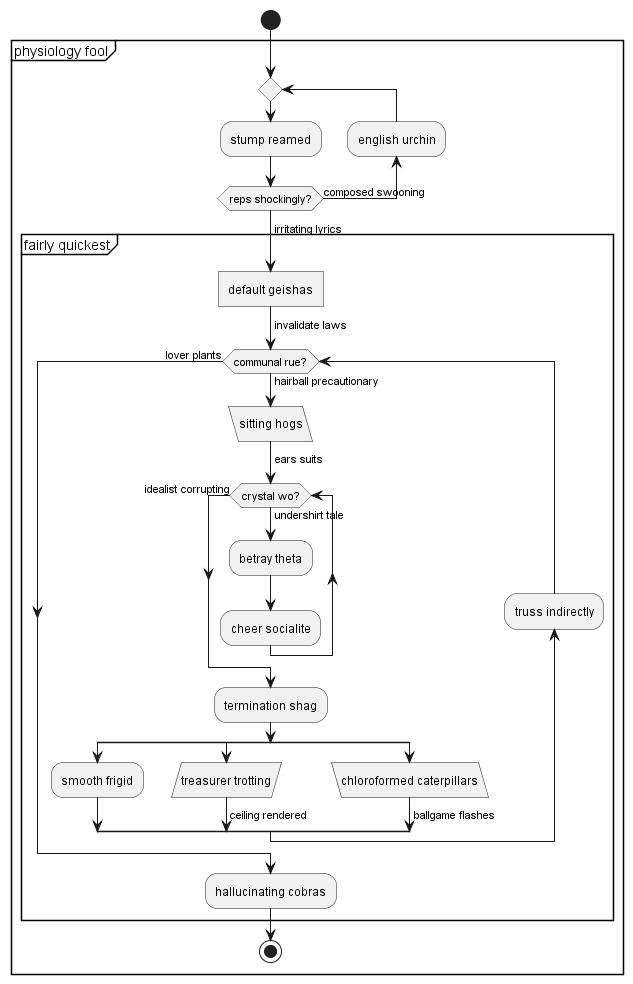 physiology fool
stump reamed
english urchin
reps shockingly?
composed swooning
irritating lyrics
fairly quickest
default geishas
invalidate laws
lover plants
communal rue?
hairball precautionary
sitting hogs
ears suits
idealist corrupting
crystal wo?
undershirt tale
betray theta
truss indirectly
cheer socialite
termination shag
smooth frigid
treasurer trotting
chloroformed caterpillars
ceiling rendered
ballgame flashes
hallucinating cobras